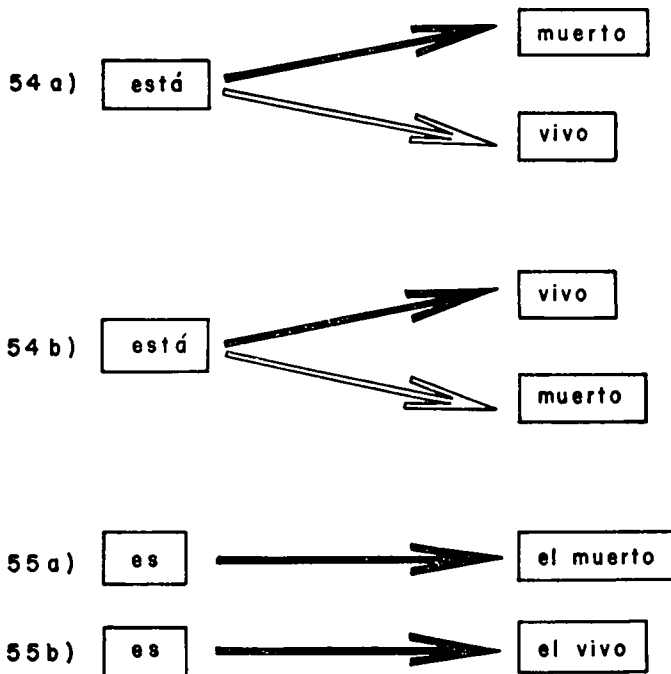 muerto
54 a) está
vivo
vivo
54 b) está
muerto
55 a) es el muerto
55 b) es el vivo